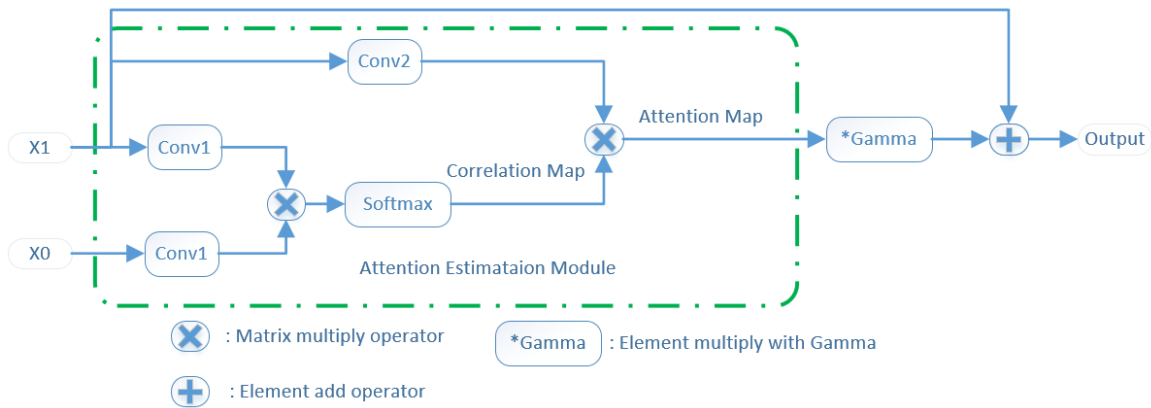 Conv2
Attention Map
X1
Conv1
*Gamma
Output
Correlation Map
Softmax
X0
Conv1
Attention Estimataion Module
: Matrix multiply operator
*Gamma
: Element multiply with Gamma
: Element add operator